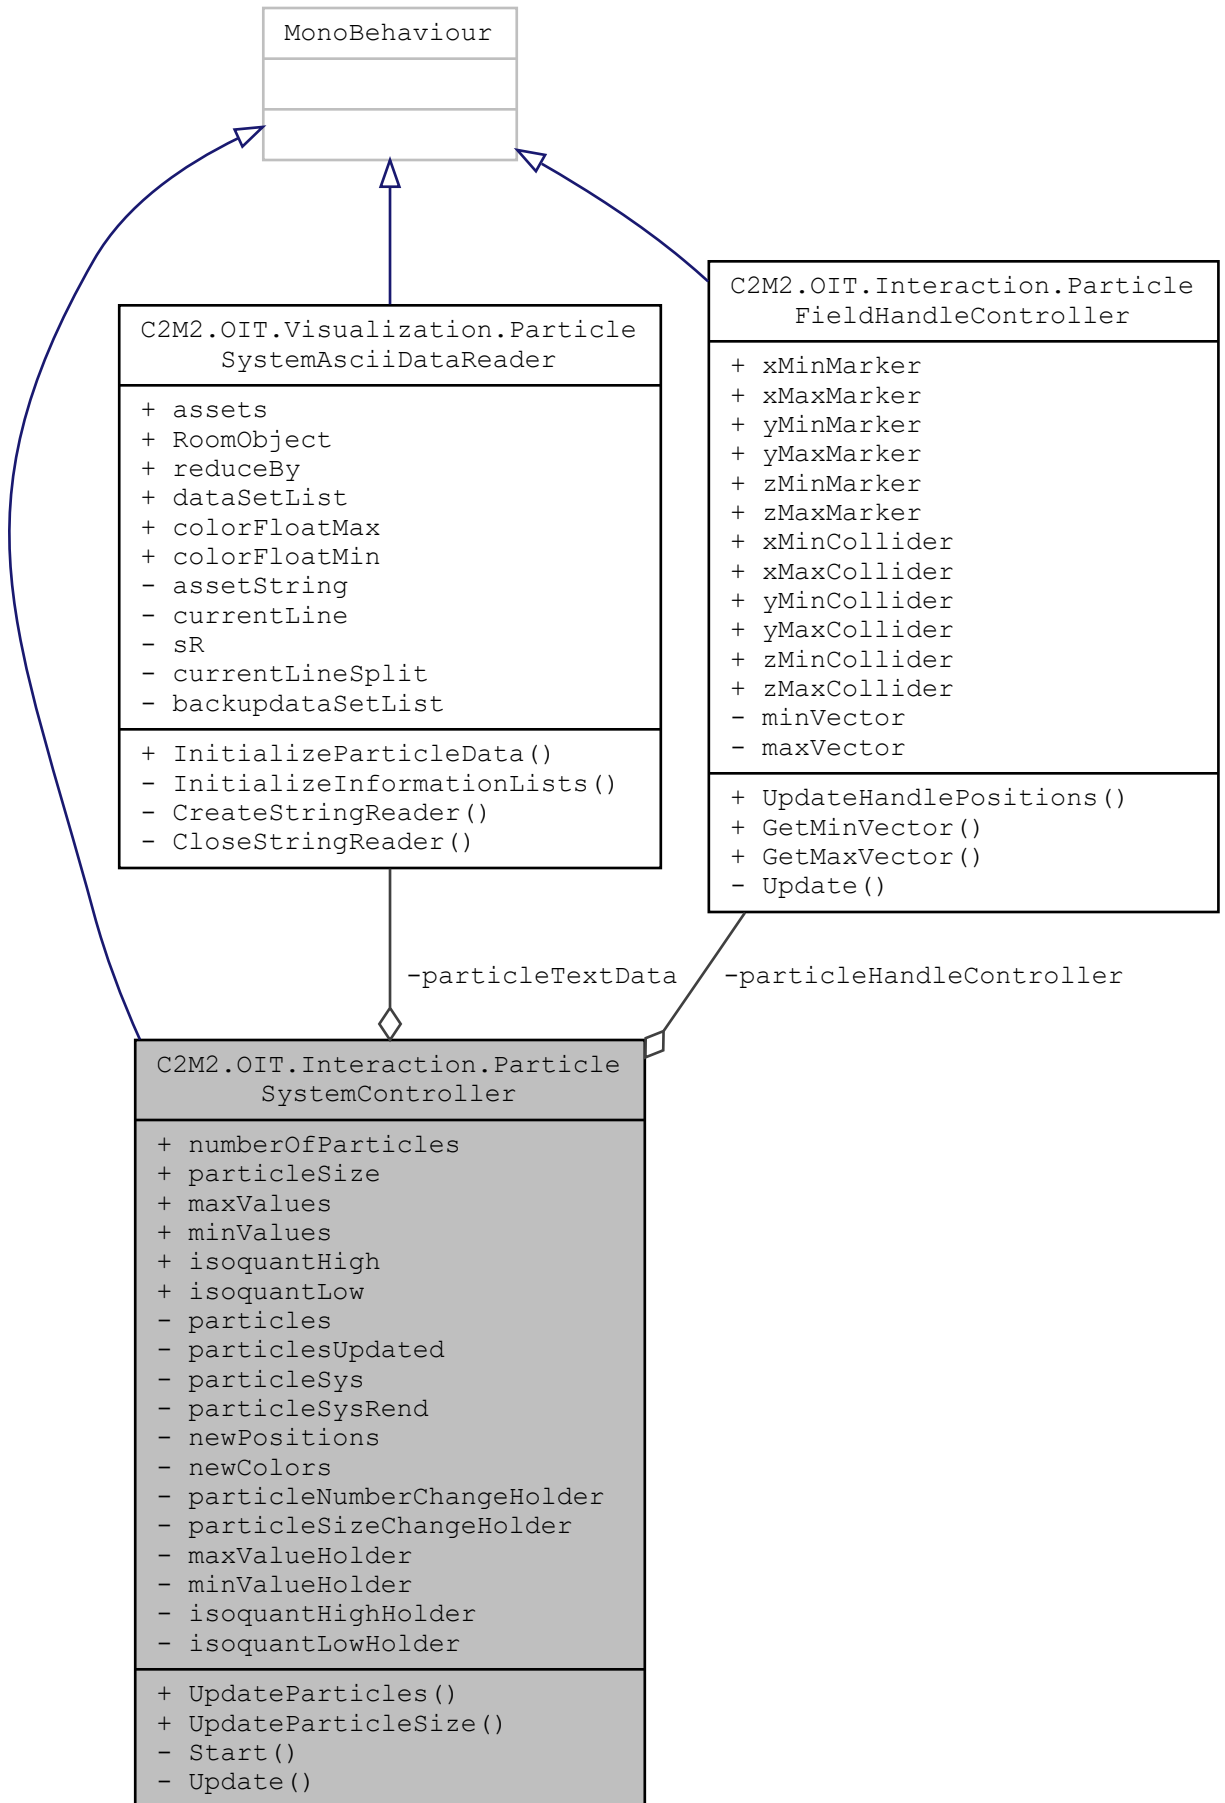 MonoBehaviour
C2M2.OIT.Visualization.Particle
SystemAsciiDataReader
+ assets
+ RoomObject
+ reduceBy
+ dataSetList
+ colorFloatMax
+ colorFloatMin
- assetString
- currentLine
- sR
- currentLineSplit
- backupdataSetList
+ InitializeParticleData()
- InitializeInformationLists()
- CreateStringReader()
- CloseStringReader()
C2M2.OIT.Interaction.Particle
FieldHandleController
+ xMinMarker
+ xMaxMarker
+ yMinMarker
+ yMaxMarker
+ zMinMarker
+ zMaxMarker
+ xMinCollider
+ xMaxCollider
+ yMinCollider
+ yMaxCollider
+ zMinCollider
+ zMaxCollider
- minVector
- maxVector
+ UpdateHandlePositions()
+ GetMinVector()
+ GetMaxVector()
- Update()
-particleTextData
-particleHandleController
C2M2.OIT.Interaction.Particle
SystemController
+ numberOfParticles
+ particleSize
+ maxValues
+ minValues
+ isoquantHigh
+ isoquantLow
- particles
- particlesUpdated
- particleSys
- particleSysRend
- newPositions
- newColors
- particleNumberChangeHolder
- particleSizeChangeHolder
- maxValueHolder
- minValueHolder
- isoquantHighHolder
- isoquantLowHolder
+ UpdateParticles()
+ UpdateParticleSize()
- Start()
- Update()